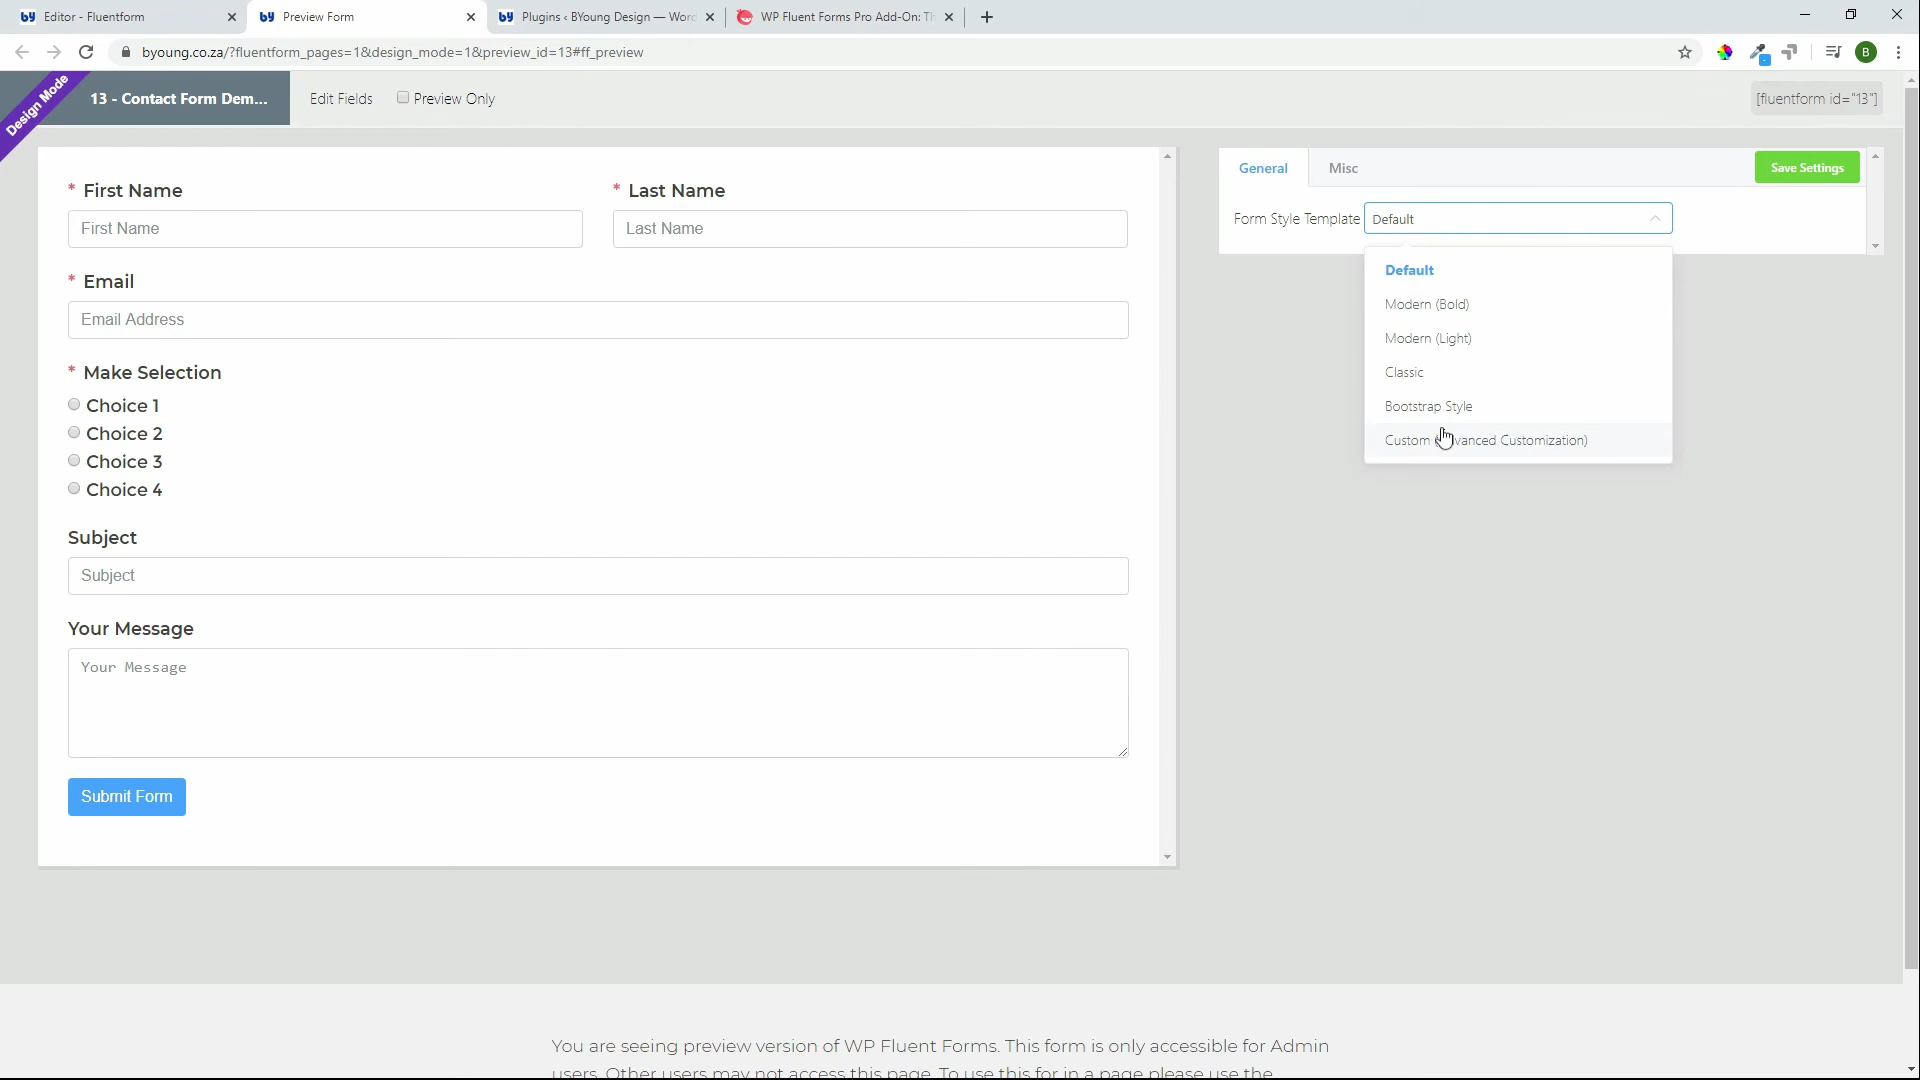 Editor - Fluentform
Preview Form
Plugins ‹ BYoung Design — Word
WP Fluent Forms Pro Add-On: Th
byoung.co.za/?fluentform_pages=1&design_mode=1&preview_id=13#ff_preview
B
Design Mode
13 - Contact Form Dem...
Edit Fields
Preview Only
[fluentform id="13"]
* First Name
* Last Name
First Name
Last Name
* Email
Email Address
* Make Selection
Choice 1
Choice 2
Choice 3
Choice 4
Subject
Subject
Your Message
Your Message
Submit Form
General
Misc
Save Settings
Form Style Template
Default
Default
Modern (Bold)
Modern (Light)
Classic
Bootstrap Style
Custom vanced Customization)
You are seeing preview version of WP Fluent Forms. This form is only accessible for Admin
users. Other users may not access this page. To use this for in a page please use the